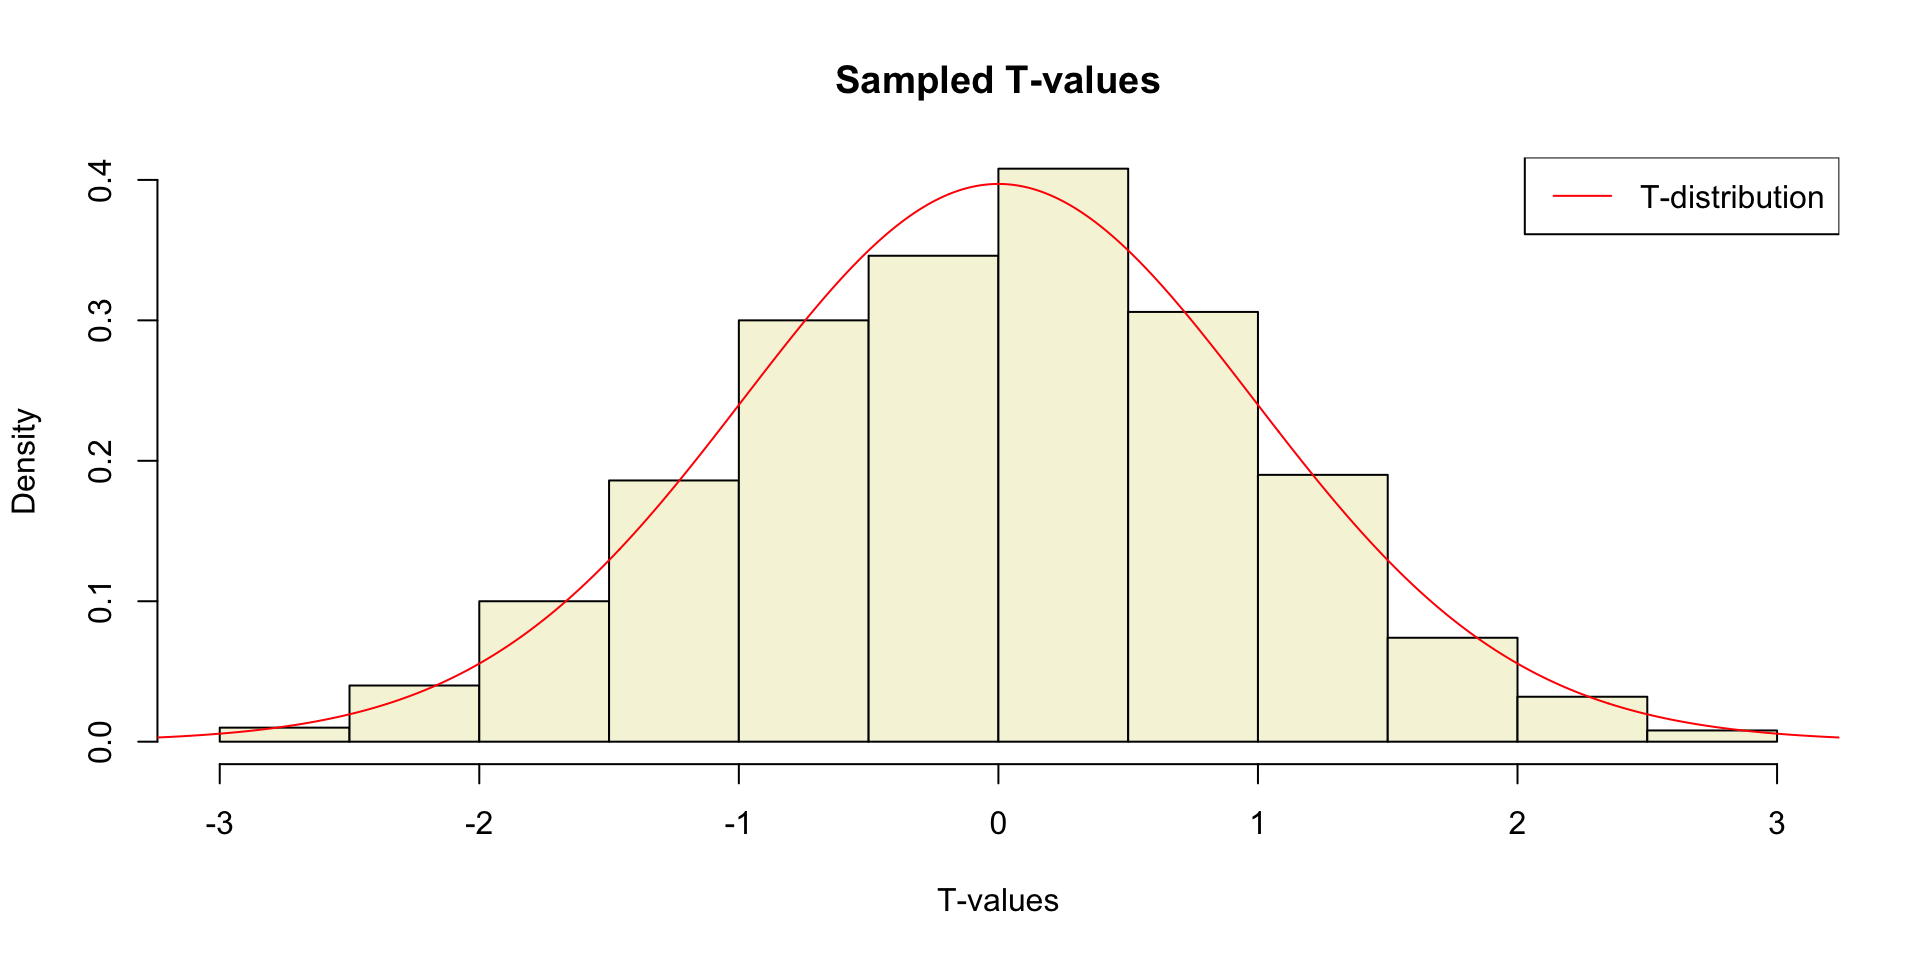 Sampled T-values
T-distribution
Density
0.0 0.1 0.2 0.3 0.4
-3 -2 -1 0 1 2 3
T-values